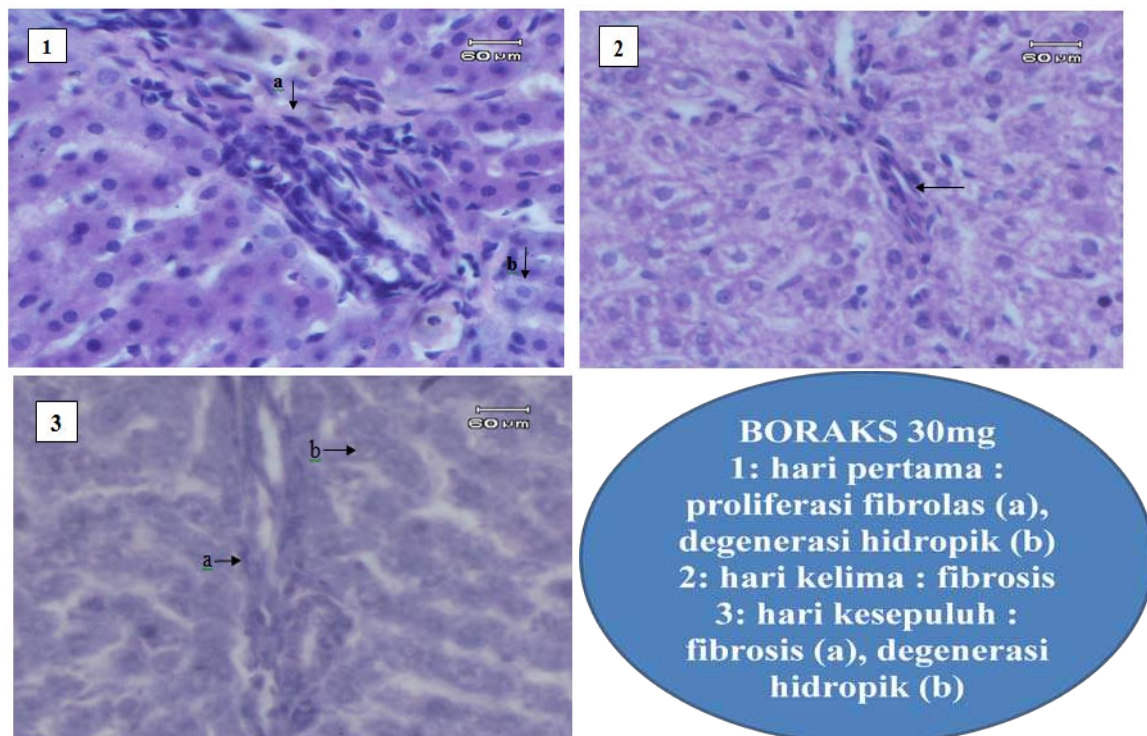 1
60 µm
a
b
2
60 µm
3
60 µm
b
a
BORAKS 30mg
1: hari pertama :
proliferasi fibrolas (a),
degenerasi hidropik (b)
2: hari kelima : fibrosis
3: hari kesepuluh :
fibrosis (a), degenerasi
hidropik (b)